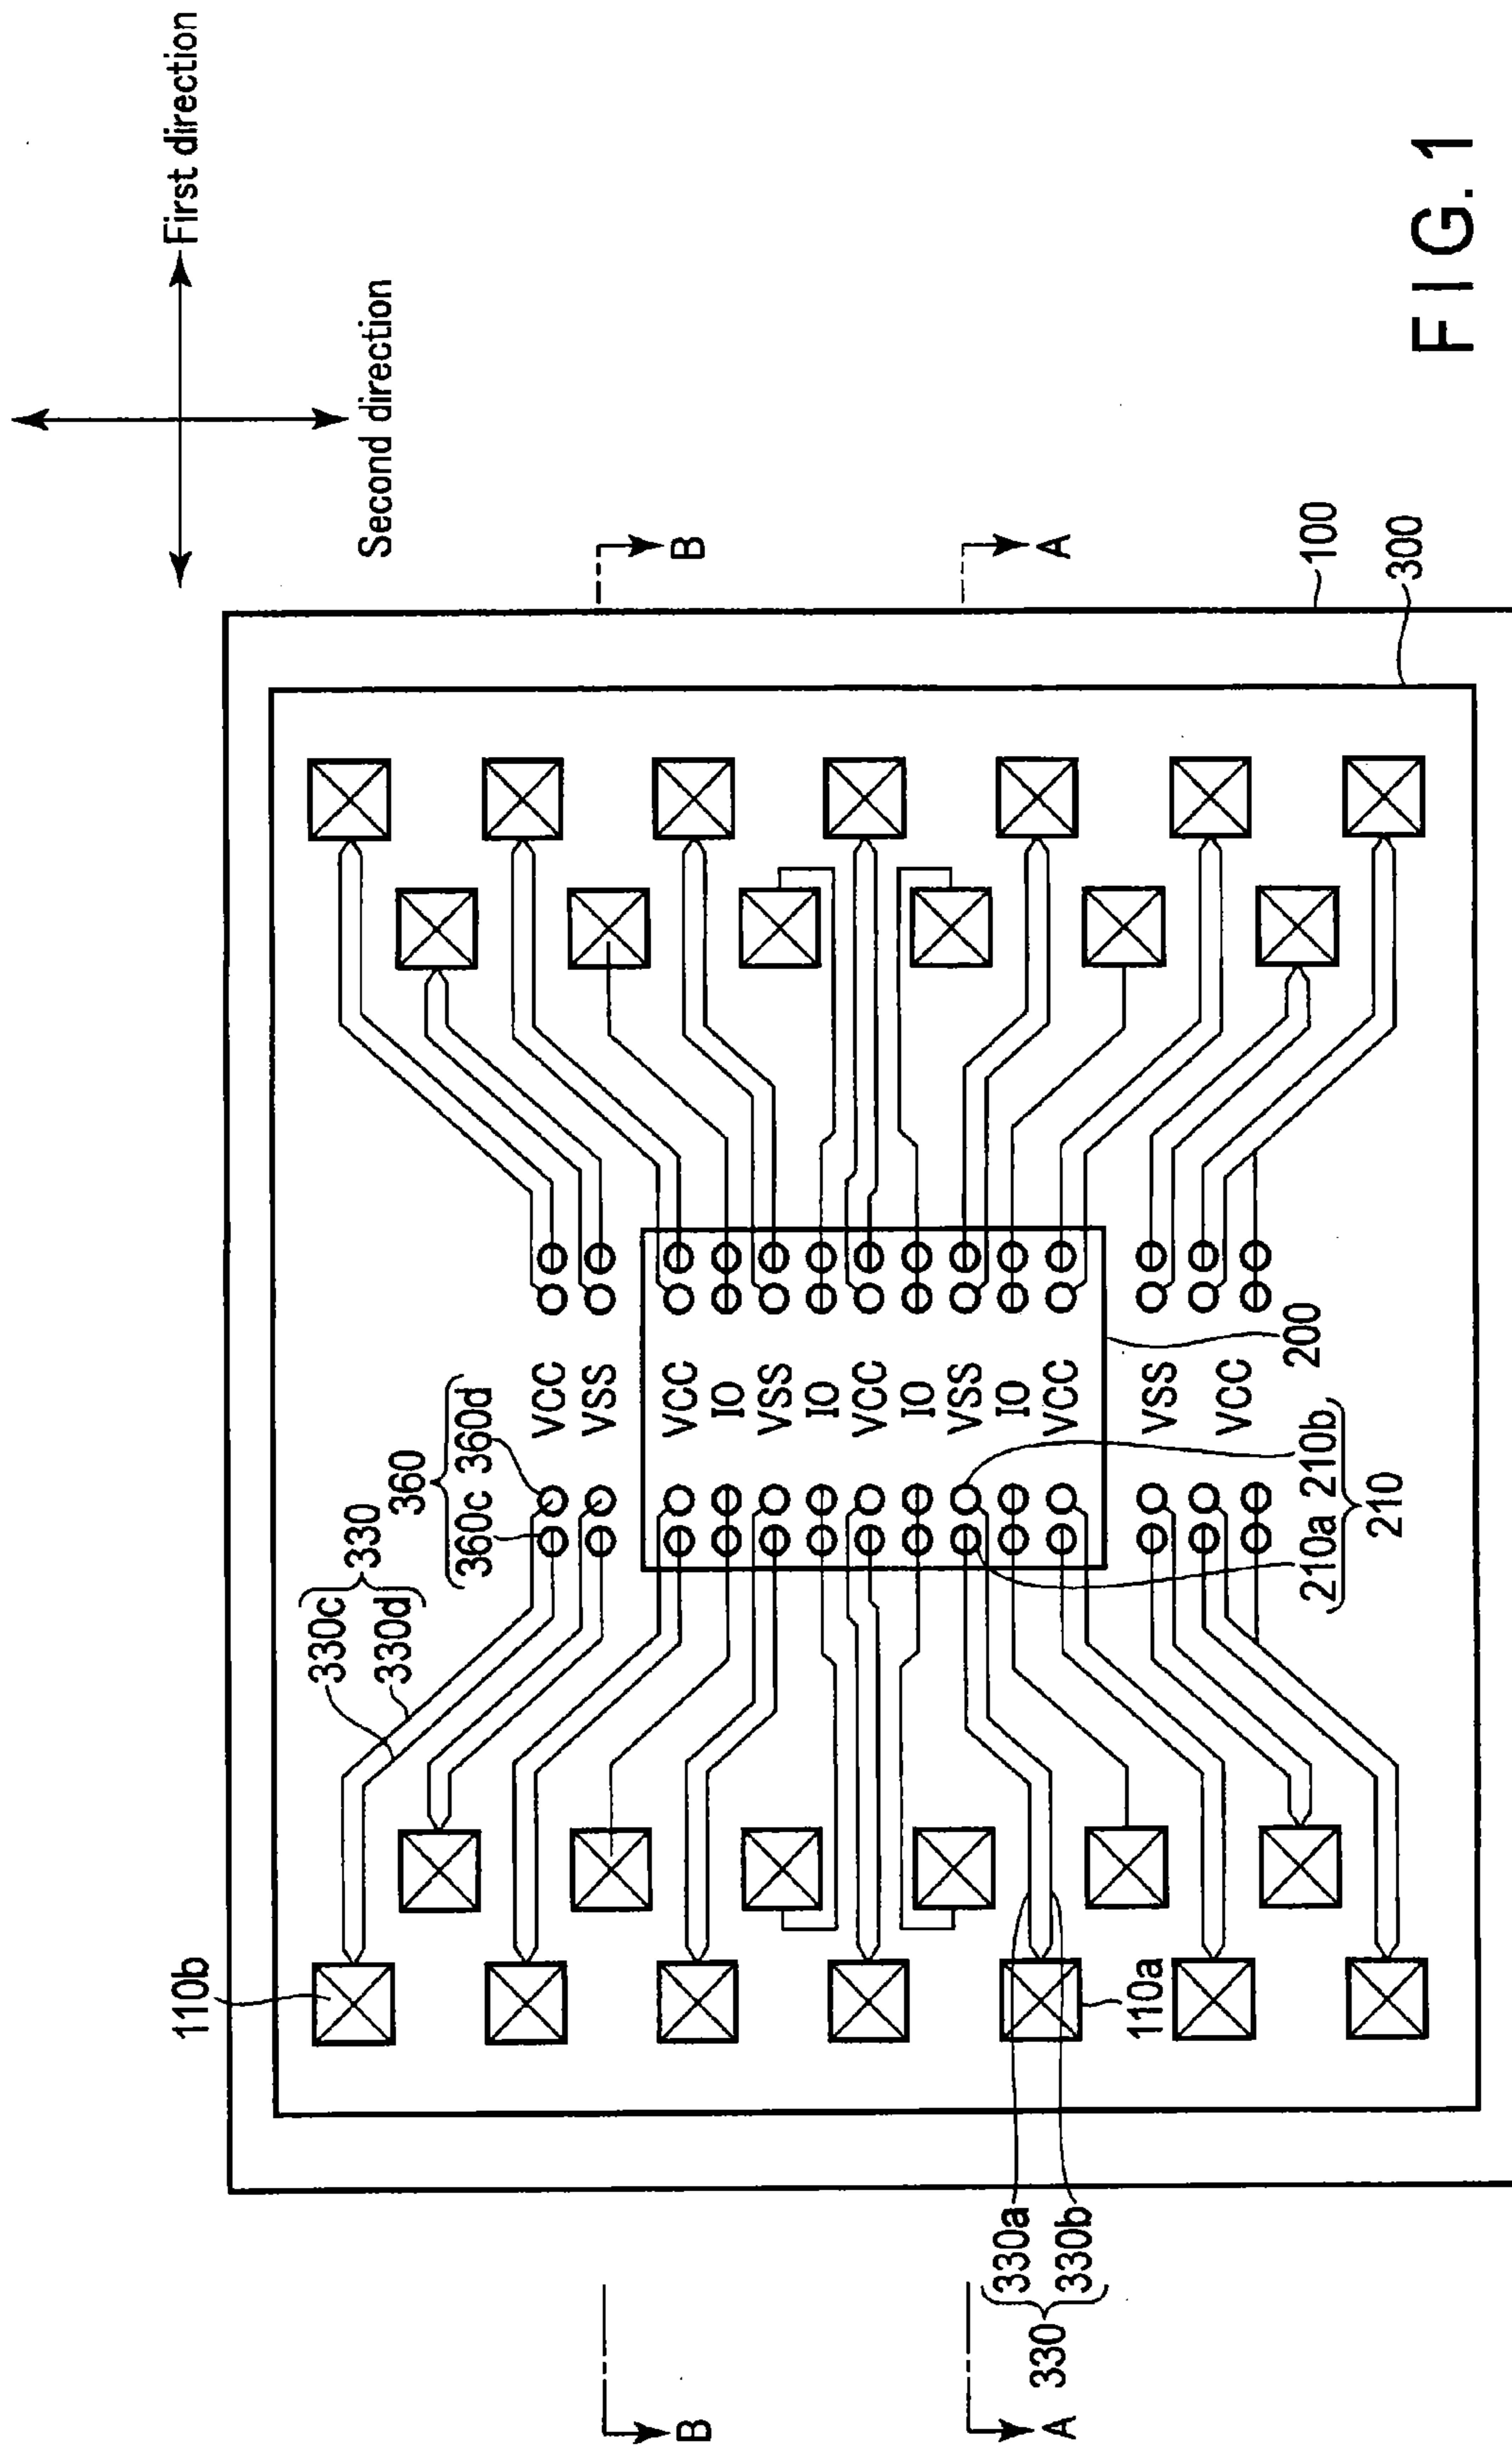 First direction
Second direction
FIG. 1
B
A
100
300
110b
330
330c
330d
360
360c 360d
VCC
VSS
VCC
IO
VSS
IO
VCC
IO
VSS
IO
VCC
VSS
VCC
200
210a 210b
210
110a
330a
330b
330
B
A